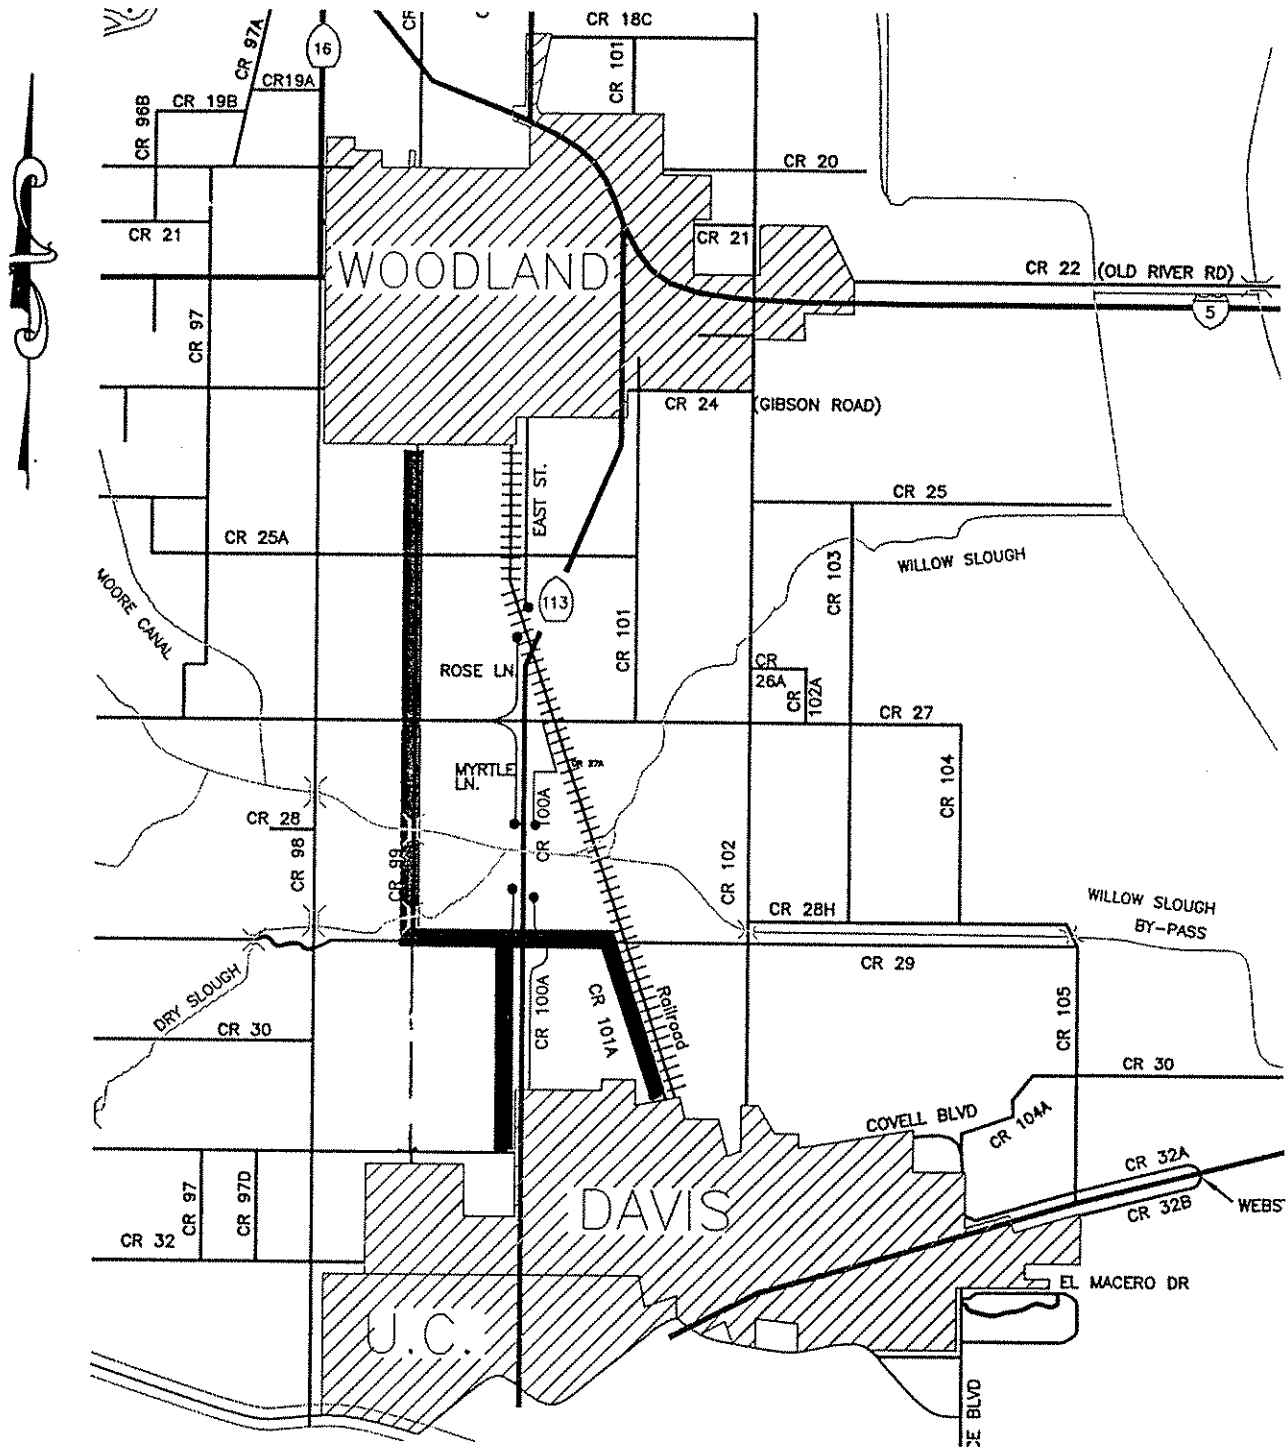 CR 18C
16
CR 97A
CR 101
CR19A
CR 19B
CR 96B
CR 20
CR 21
CR 21
WOODLAND
CR 22 (OLD RIVER RD)
5
CR 97
CR 24 (GIBSON ROAD)
EAST ST.
CR 25
CR 25A
CR 103
WILLOW SLOUGH
MOORE CANAL
113
CR 101
ROSE LN.
CR
26A
CR
102A
CR 27
MYRTLE
LN.
CR 27A
CR 100A
CR 104
CR 28
CR 98
CR 99
CR 102
CR 28H
WILLOW SLOUGH
BY-PASS
CR 29
DRY SLOUGH
CR 30
CR 100A
CR 101A
Railroad
CR 105
CR 30
COVELL BLVD
CR 104A
CR 32A
CR 97
CR 97D
DAVIS
CR 32B
WEBS
CR 32
EL MACERO DR
U.C.
CE BLVD